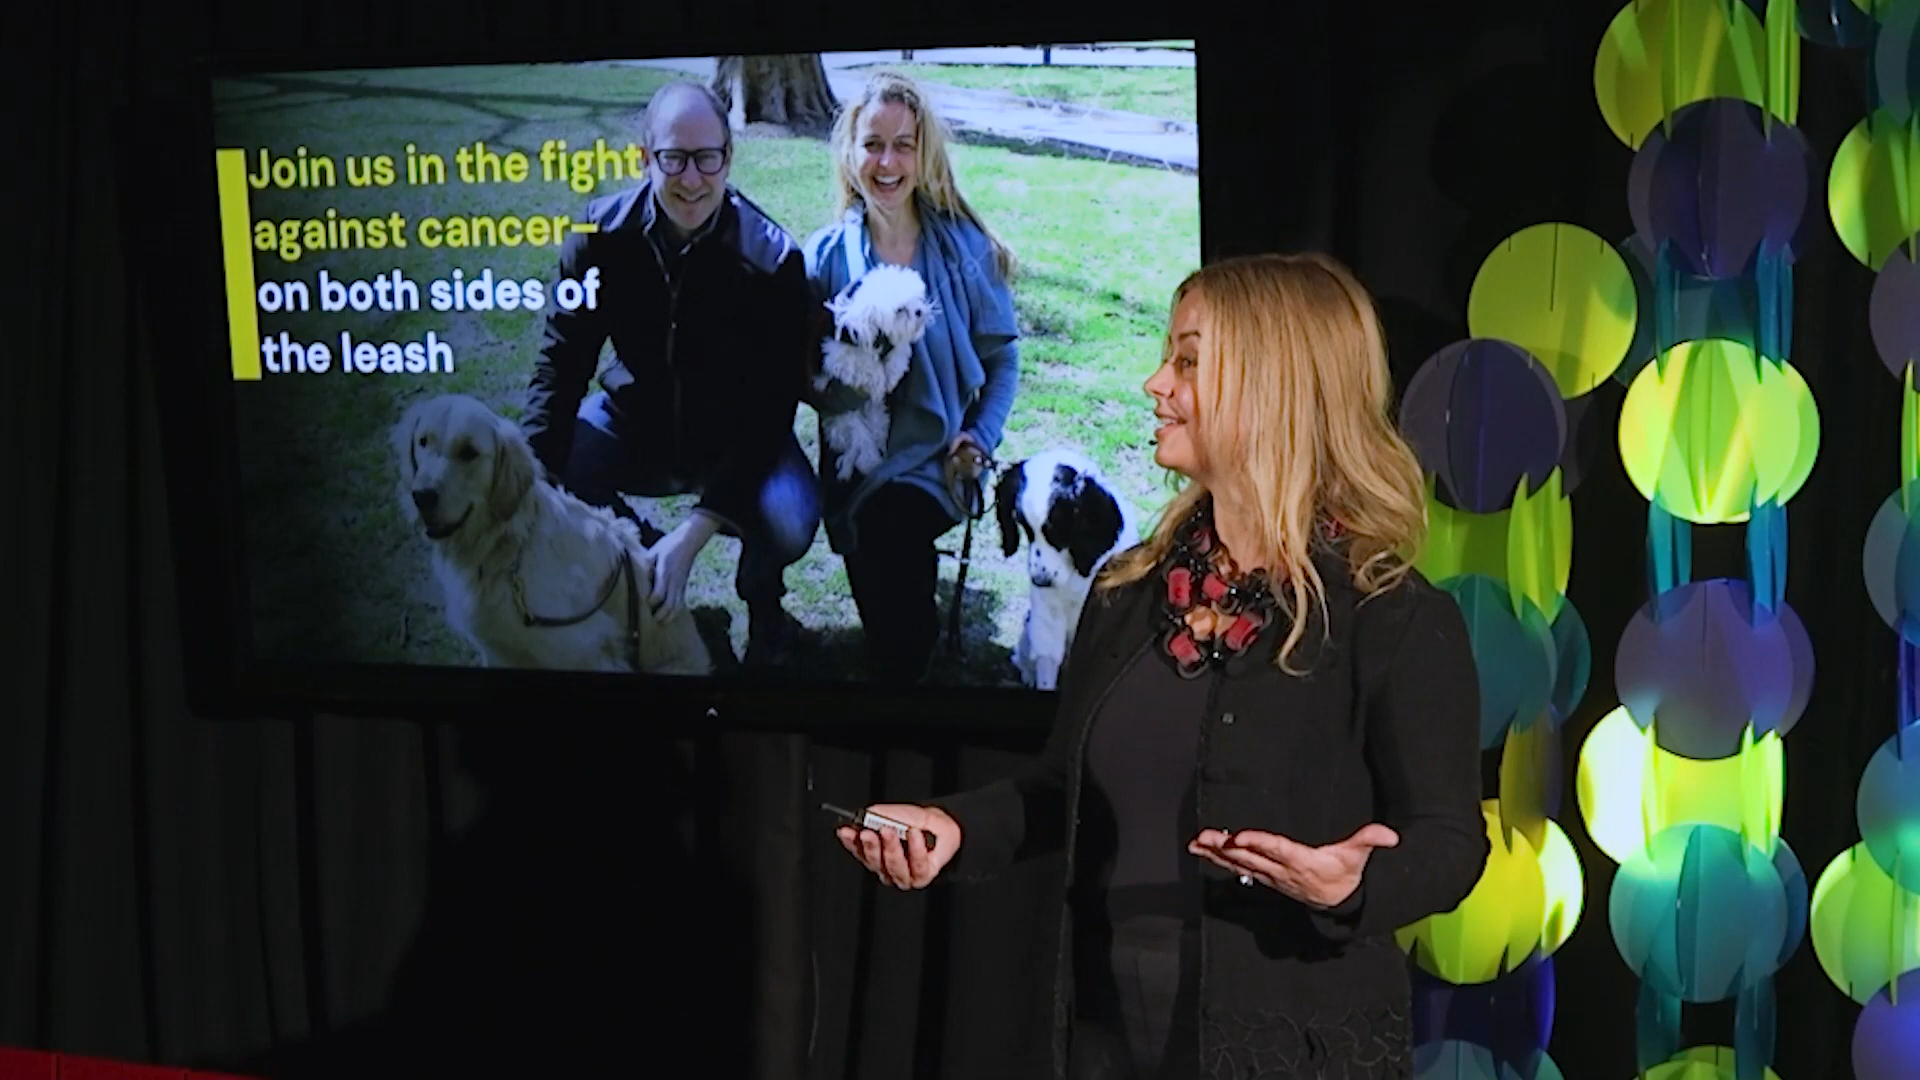 Join us in the fight
against cancer—
on both sides of
the leash